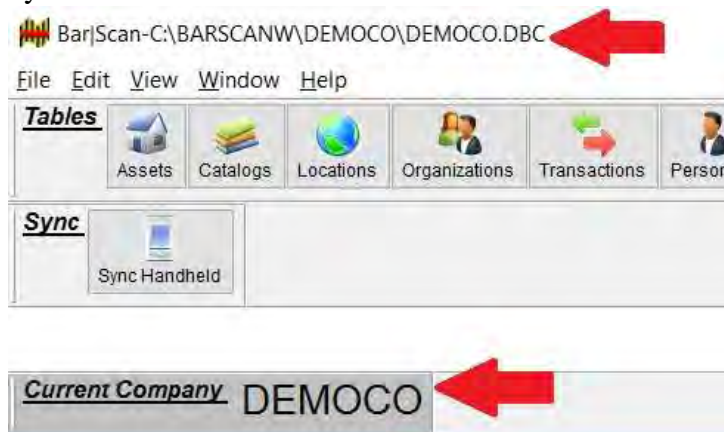 Bar|Scan-C:\BARSCANW\DEMOCO\DEMOCO.DBC
File Edit View Window Help
Tables
Assets Catalogs Locations Organizations Transactions Person
Sync
Sync Handheld
Current Company DEMOCO